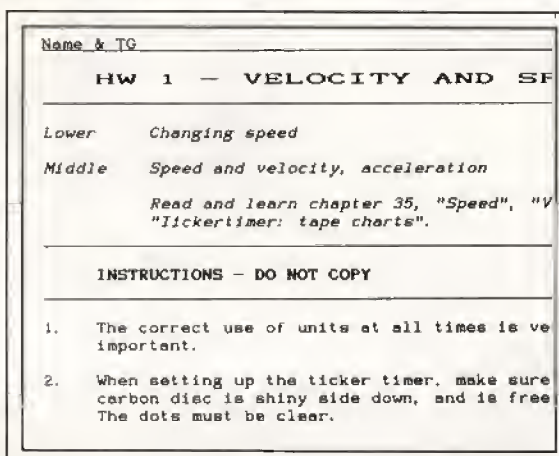 Name & TG
HW 1 — VELOCITY AND SP
Lower Changing speed
Middle Speed and velocity, acceleration
Read and learn chapter 35, "Speed", "V
"Tickertimer: tape charts".
INSTRUCTIONS – DO NOT COPY
1. The correct use of units at all times is ve
important.
2. When setting up the ticker timer, make sure
carbon disc is shiny side down, and is free
The dots must be clear.